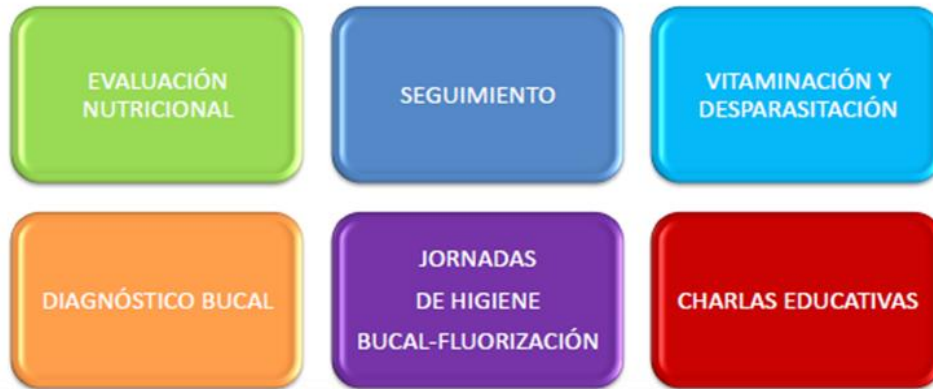 EVALUACIÓN
NUTRICIONAL
SEGUIMIENTO
VITAMINACIÓN Y
DESPARASITACIÓN
DIAGNÓSTICO BUCAL
JORNADAS
DE HIGIENE
BUCAL-FLUORIZACIÓN
CHARLAS EDUCATIVAS